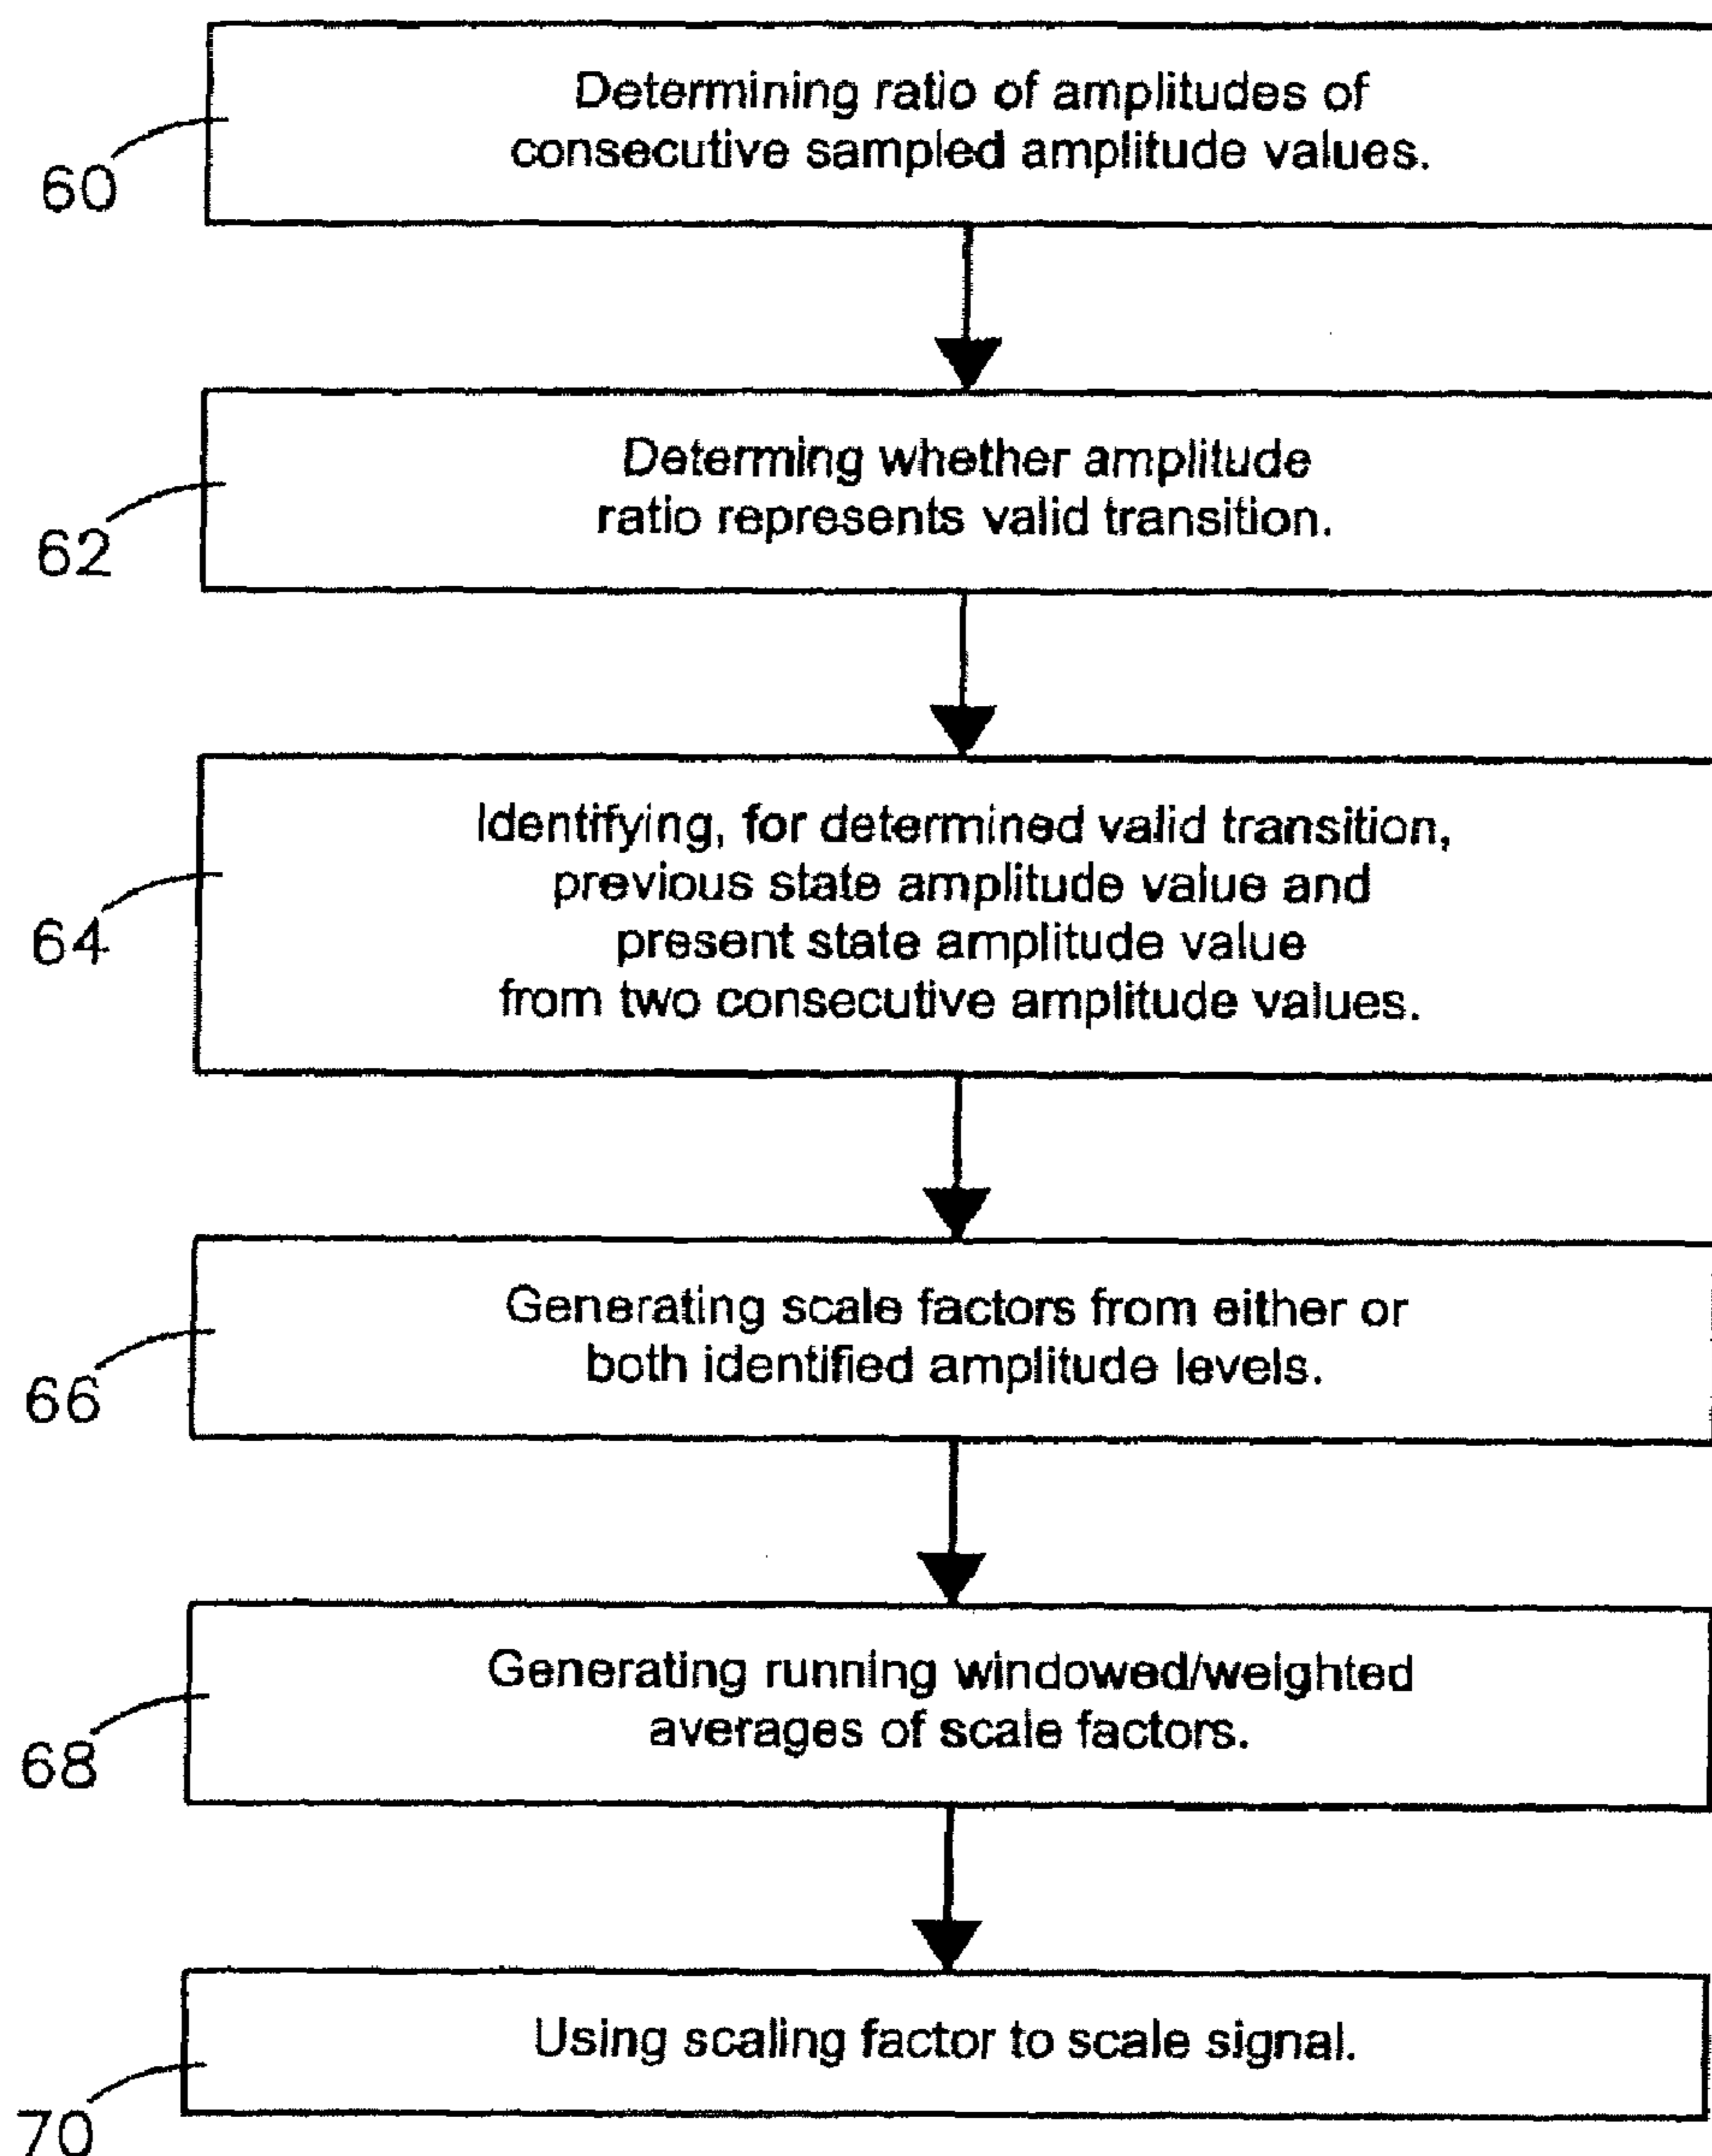 Determining ratio of amplitudes of
consecutive sampled amplitude values.
60
Determing whether amplitude
ratio represents valid transition.
62
Identifying, for determined valid transition,
previous state amplitude value and
present state amplitude value
from two consecutive amplitude values.
64
Generating scale factors from either or
both identified amplitude levels.
66
Generating running windowed/weighted
averages of scale factors.
68
Using scaling factor to scale signal.
70